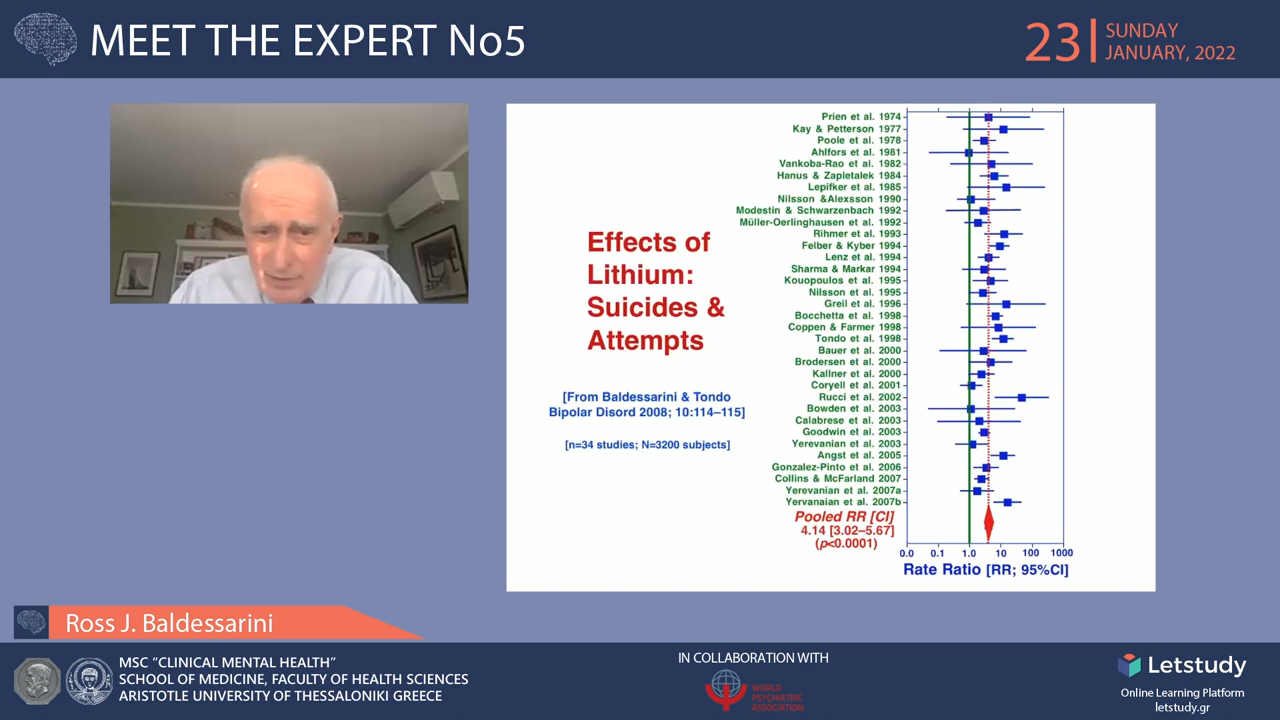 MEET THE EXPERT No5
23
SUNDAY
JANUARY, 2022
Effects of
Lithium:
Suicides &
Attempts
[From Baldessarini & Tondo
Bipolar Disord 2008; 10:114–115]
[n=34 studies; N=3200 subjects]
Prien et al. 1974
Kay & Petterson 1977
Poole et al. 1978
Ahlfors et al. 1981
Vankoba-Rao et al. 1982
Hanus & Zapletalek 1984
Lepifker et al. 1985
Nilsson &Alexsson 1990
Modestin & Schwarzenbach 1992
Müller-Oerlinghausen et al. 1992
Rihmer et al. 1993
Felber & Kyber 1994
Lenz et al. 1994
Sharma & Markar 1994
Kouopoulos et al. 1995
Nilsson et al. 1995
Greil et al. 1996
Bocchetta et al. 1998
Coppen & Farmer 1998
Tondo et al. 1998
Bauer et al. 2000
Brodersen et al. 2000
Kallner et al. 2000
Coryell et al. 2001
Rucci et al. 2002
Bowden et al. 2003
Calabrese et al. 2003
Goodwin et al. 2003
Yerevanian et al. 2003
Angst et al. 2005
Gonzalez-Pinto et al. 2006
Collins & McFarland 2007
Yerevanian et al. 2007a
Yervanaian et al. 2007b
Pooled RR [CI]
4.14 [3.02–5.67]
(p<0.0001)
0.0 0.1 1.0 10 100 1000
Rate Ratio [RR; 95%CI]
Ross J. Baldessarini
MSC “CLINICAL MENTAL HEALTH”
SCHOOL OF MEDICINE, FACULTY OF HEALTH SCIENCES
ARISTOTLE UNIVERSITY OF THESSALONIKI GREECE
IN COLLABORATION WITH
WORLD
PSYCHIATRIC
ASSOCIATION
Letstudy
Online Learning Platform
letstudy.gr